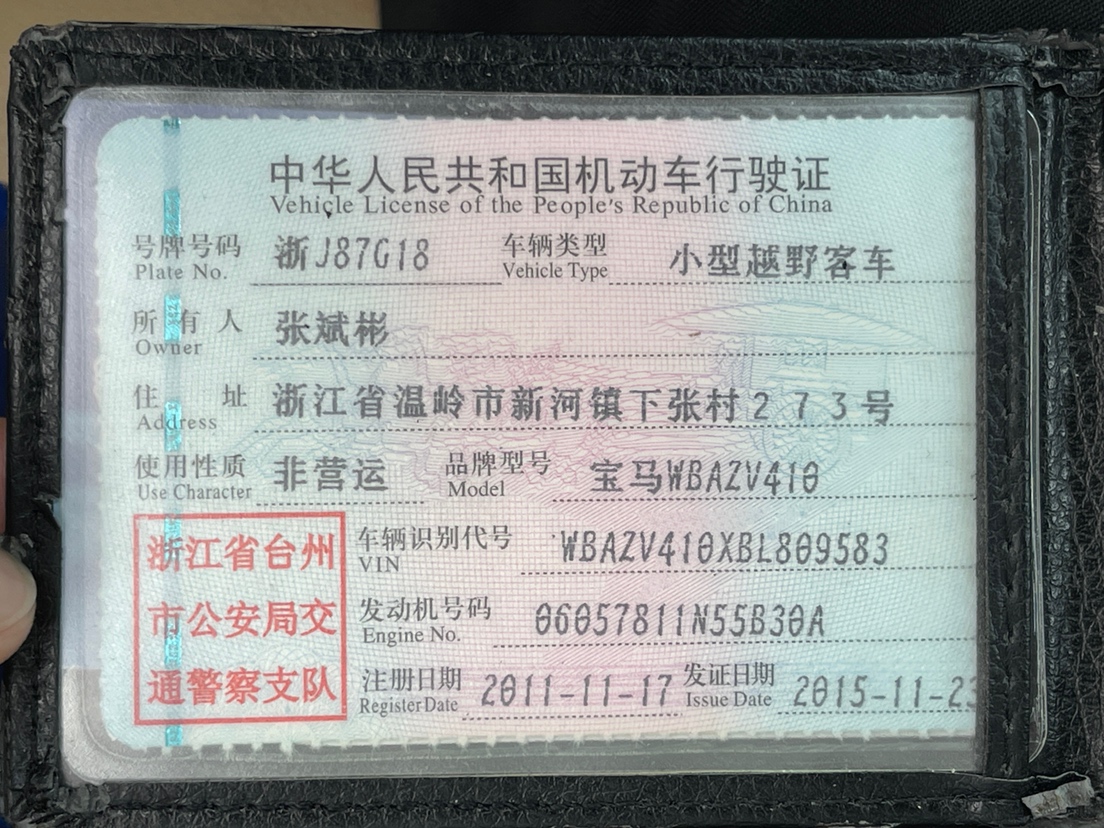 中华人民共和国机动车行驶证
Vehicle License of the People's Republic of China
号牌号码 浙J87G18 车辆类型 小型越野客车
Plate No. Vehicle Type
所有人 张斌彬
Owner
住址 浙江省温岭市新河镇下张村273号
Address
使用性质 非营运 品牌型号 宝马WBAZV410
Use Character Model
浙江省台州
市公安局交
通警察支队
车辆识别代号 WBAZV410XBL809583
VIN
发动机号码 06057811N55B30A
Engine No.
注册日期 2011-11-17 发证日期 2015-11-23
Register Date Issue Date